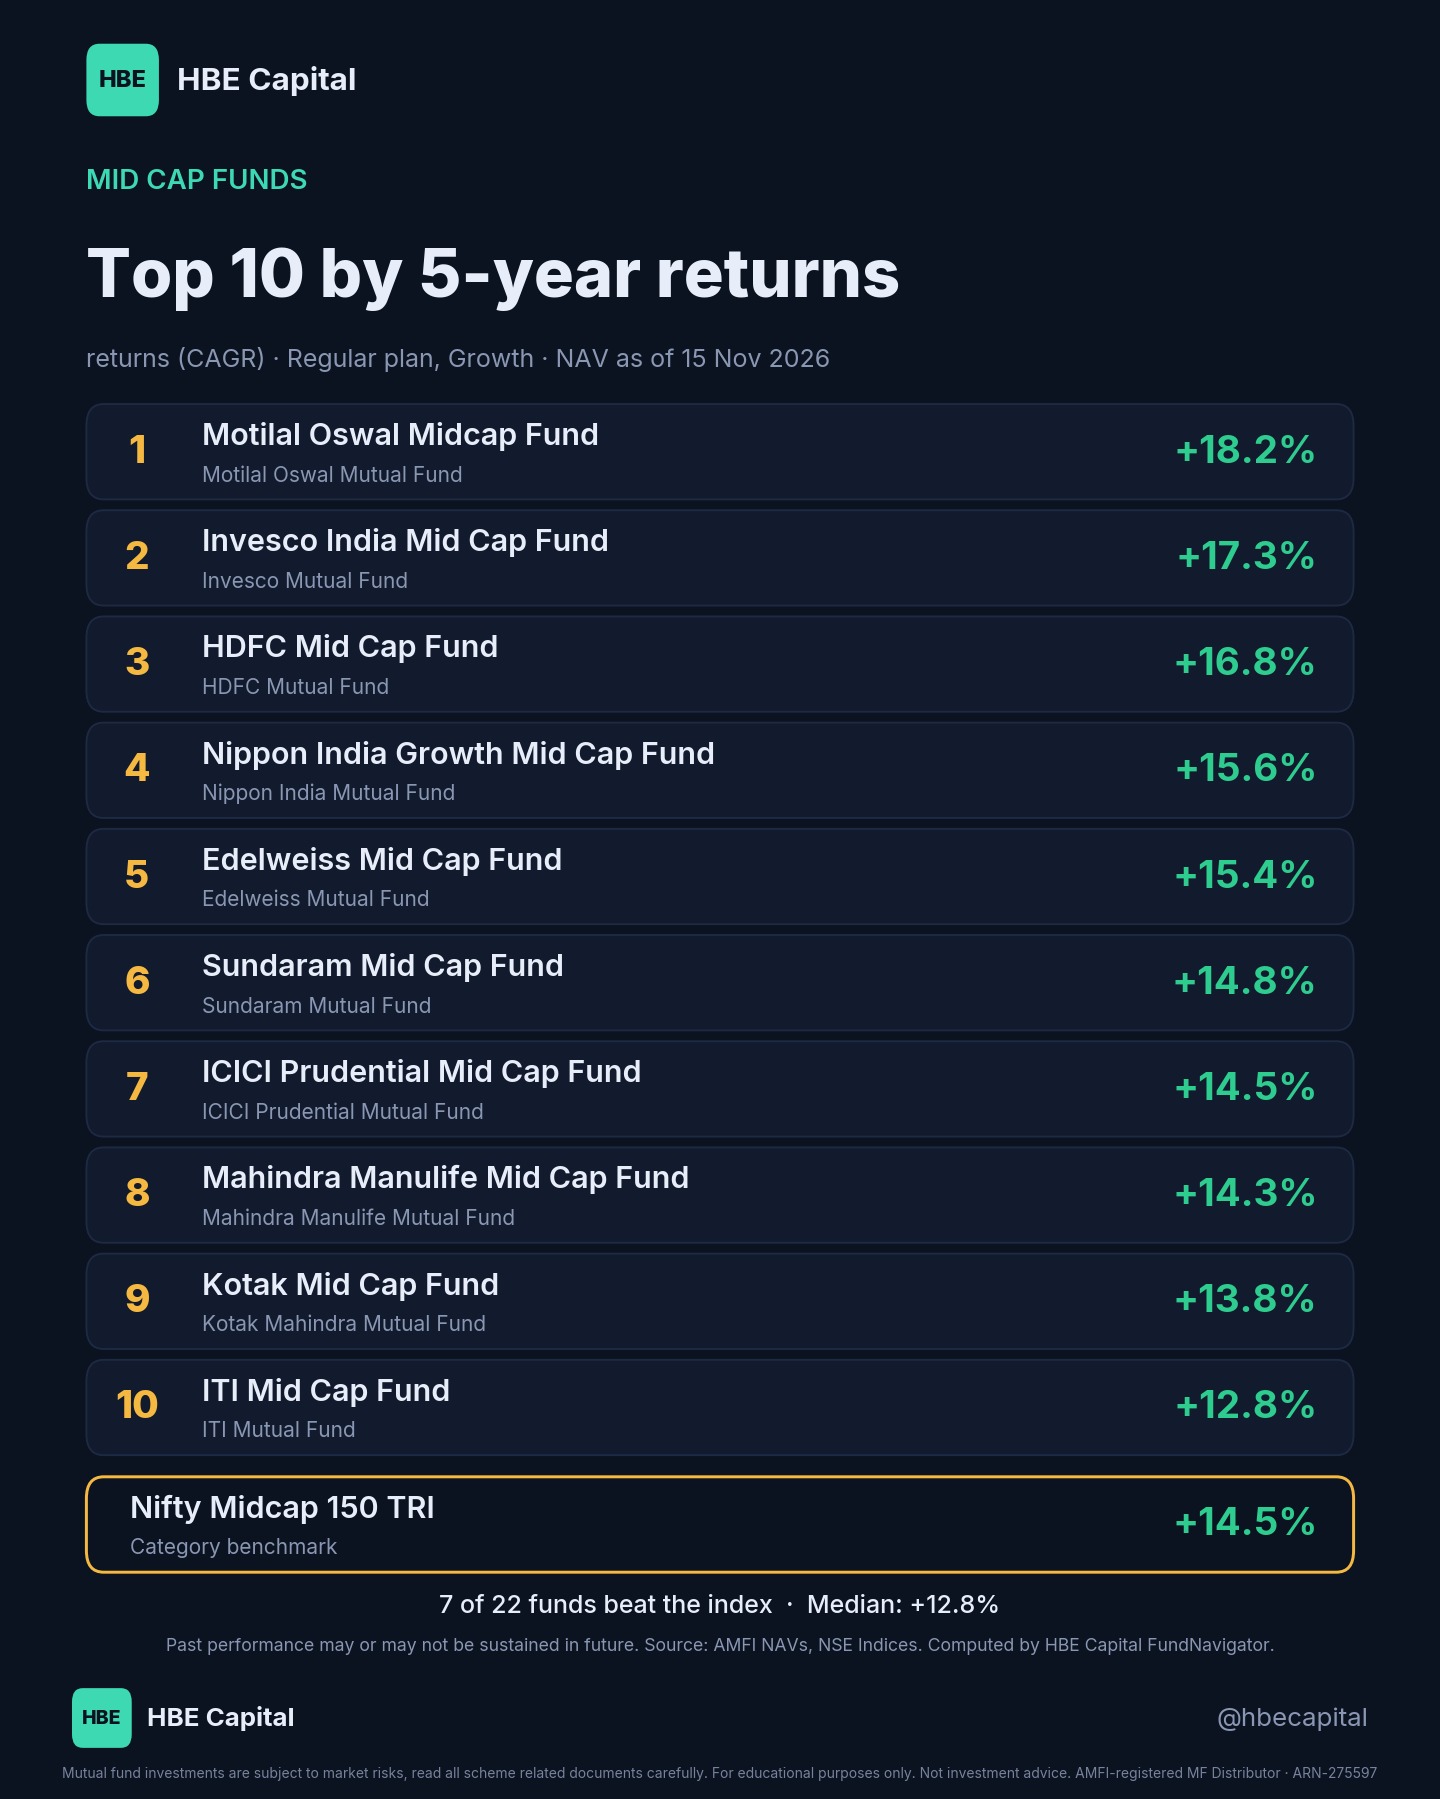 HBE
HBE Capital
MID CAP FUNDS
Top 10 by 5-year returns
returns (CAGR) · Regular plan, Growth · NAV as of 15 Nov 2026
1
Motilal Oswal Midcap Fund
Motilal Oswal Mutual Fund
+18.2%
2
Invesco India Mid Cap Fund
Invesco Mutual Fund
+17.3%
3
HDFC Mid Cap Fund
HDFC Mutual Fund
+16.8%
4
Nippon India Growth Mid Cap Fund
Nippon India Mutual Fund
+15.6%
5
Edelweiss Mid Cap Fund
Edelweiss Mutual Fund
+15.4%
6
Sundaram Mid Cap Fund
Sundaram Mutual Fund
+14.8%
7
ICICI Prudential Mid Cap Fund
ICICI Prudential Mutual Fund
+14.5%
8
Mahindra Manulife Mid Cap Fund
Mahindra Manulife Mutual Fund
+14.3%
9
Kotak Mid Cap Fund
Kotak Mahindra Mutual Fund
+13.8%
10
ITI Mid Cap Fund
ITI Mutual Fund
+12.8%
Nifty Midcap 150 TRI
Category benchmark
+14.5%
7 of 22 funds beat the index · Median: +12.8%
Past performance may or may not be sustained in future. Source: AMFI NAVs, NSE Indices. Computed by HBE Capital FundNavigator.
HBE
HBE Capital
@hbecapital
Mutual fund investments are subject to market risks, read all scheme related documents carefully. For educational purposes only. Not investment advice. AMFI-registered MF Distributor · ARN-275597